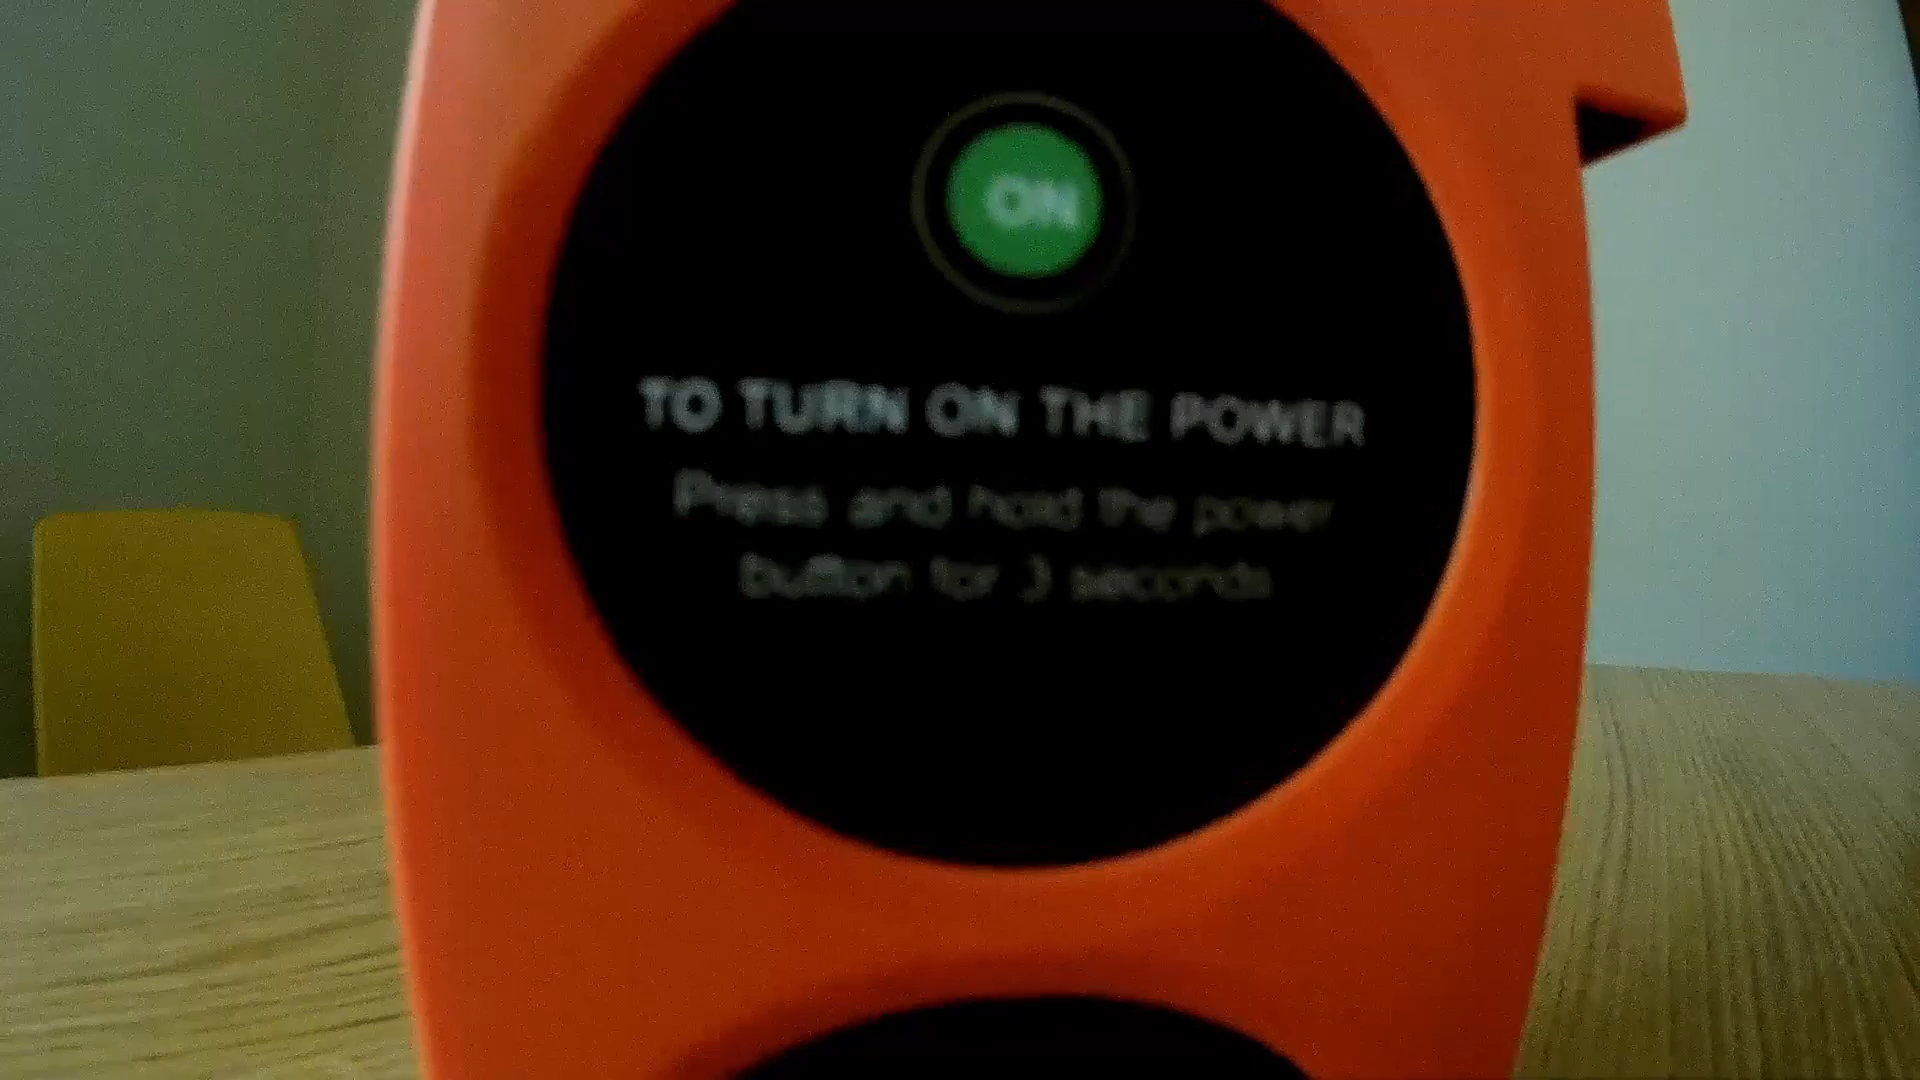 ON
TO TURN ON THE POWER
Press and hold the power
button for 3 seconds